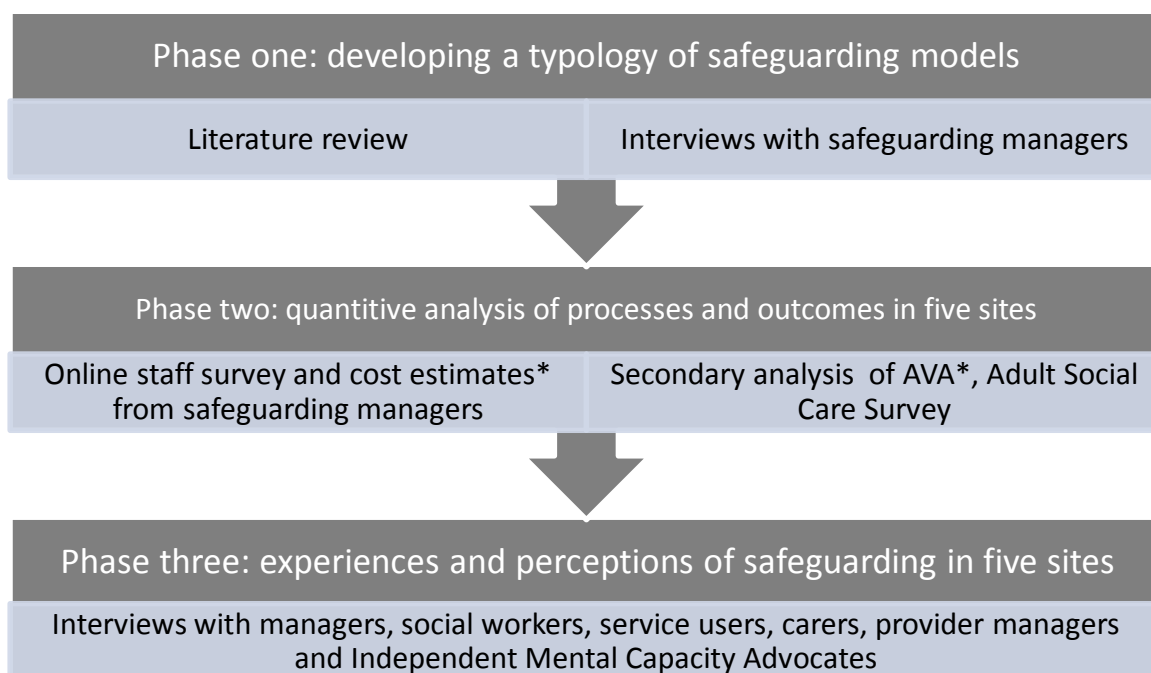 Phase one: developing a typology of safeguarding models
Literature review
Interviews with safeguarding managers
Phase two: quantitive analysis of processes and outcomes in five sites
Online staff survey and cost estimates*
from safeguarding managers
Secondary analysis of AVA*, Adult Social
Care Survey
Phase three: experiences and perceptions of safeguarding in five sites
Interviews with managers, social workers, service users, carers, provider managers
and Independent Mental Capacity Advocates